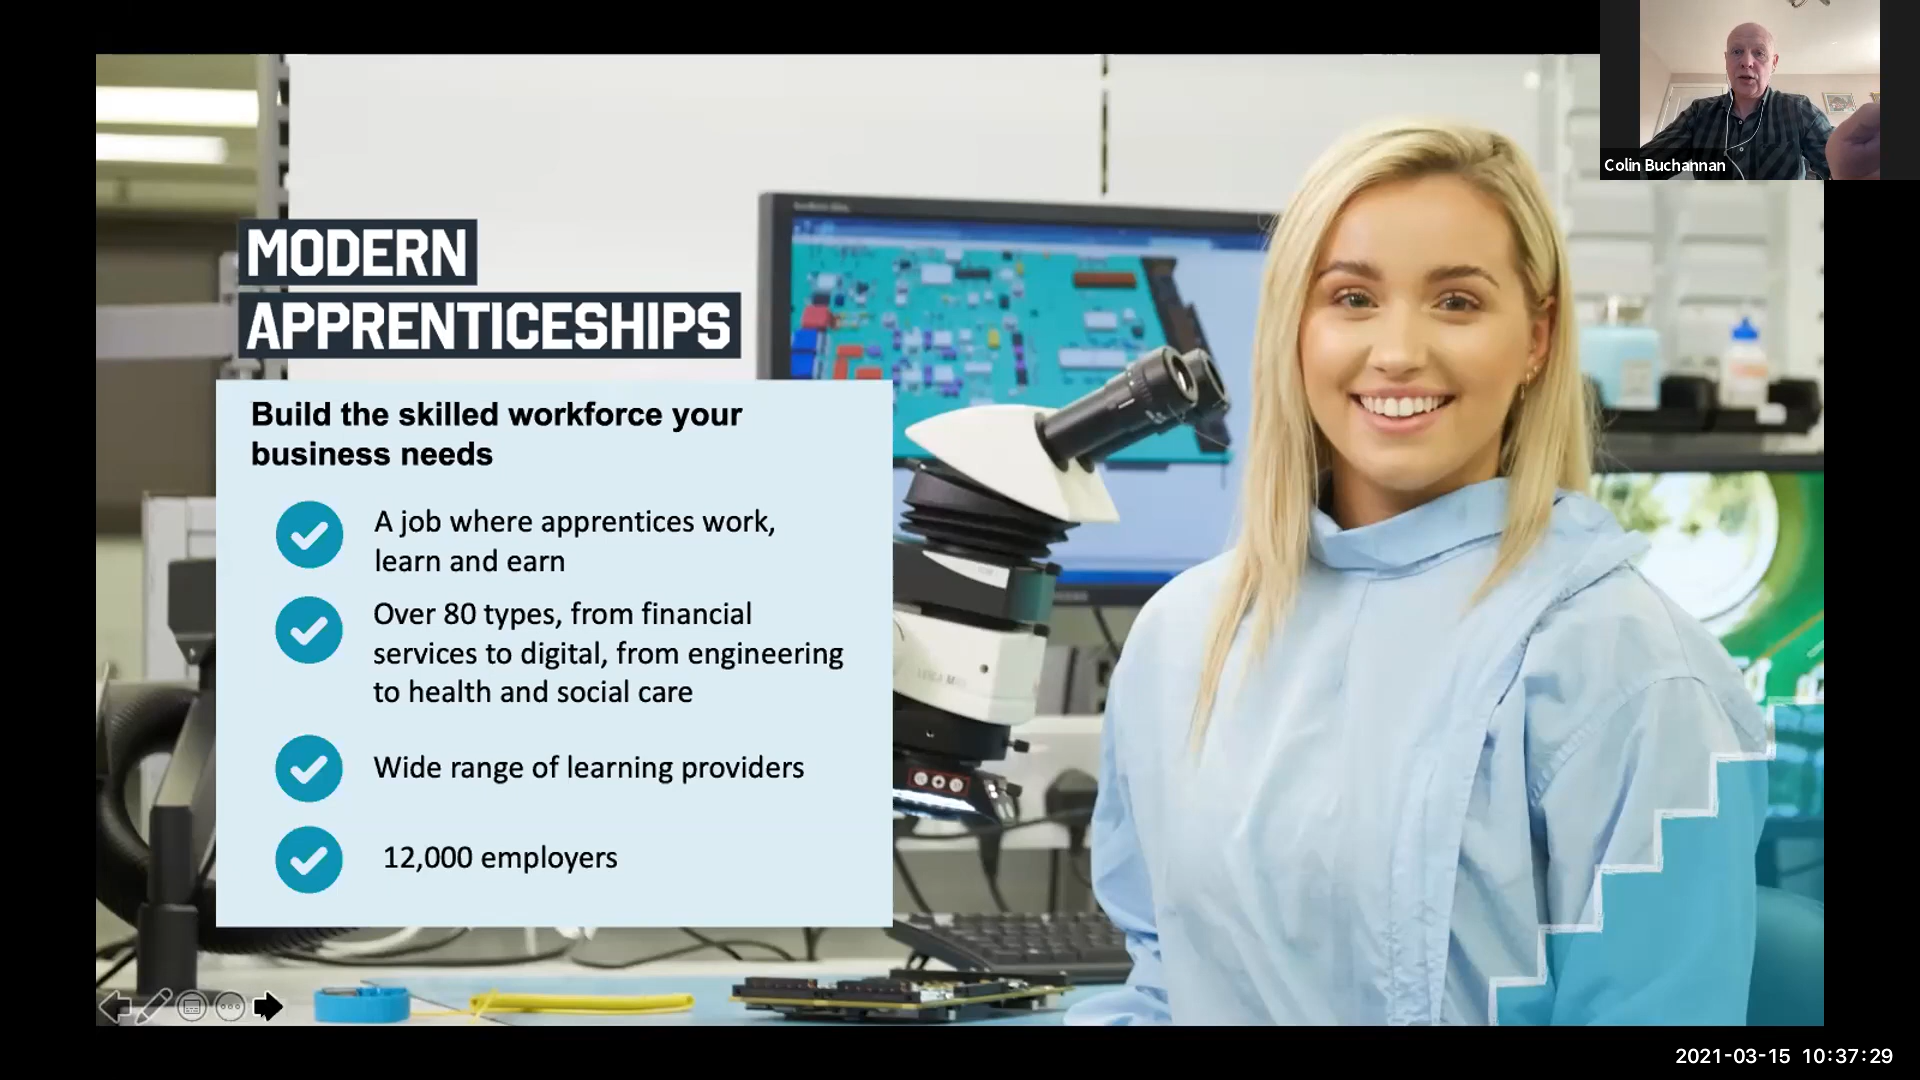 Colin Buchannan
MODERN
APPRENTICESHIPS
Build the skilled workforce your
business needs
A job where apprentices work,
learn and earn
Over 80 types, from financial
services to digital, from engineering
to health and social care
Wide range of learning providers
12,000 employers
2021-03-15 10:37:29